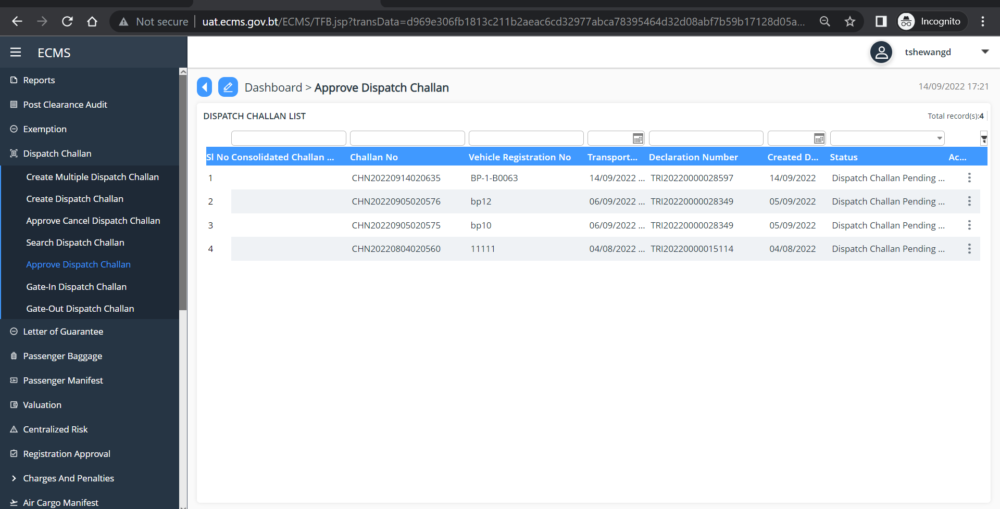 Not secure uat.ecms.gov.bt/ECMS/TFB.jsp?transData=d969e306fb1813c211b2aeac6cd32977abca78395464d32d08abf7b59b17128d05a... Incognito
ECMS
tshewangd
Reports
Post Clearance Audit
Exemption
Dispatch Challan
Create Multiple Dispatch Challan
Create Dispatch Challan
Approve Cancel Dispatch Challan
Search Dispatch Challan
Approve Dispatch Challan
Gate-In Dispatch Challan
Gate-Out Dispatch Challan
Letter of Guarantee
Passenger Baggage
Passenger Manifest
Valuation
Centralized Risk
Registration Approval
Charges And Penalties
Air Cargo Manifest
Dashboard > Approve Dispatch Challan
14/09/2022 17:21
DISPATCH CHALLAN LIST
Total record(s):4
Sl No Consolidated Challan ... Challan No Vehicle Registration No Transport... Declaration Number Created D... Status Ac...
1 CHN20220914020635 BP-1-B0063 14/09/2022 ... TRI20220000028597 14/09/2022 Dispatch Challan Pending ...
2 CHN20220905020576 bp12 06/09/2022 ... TRI20220000028349 05/09/2022 Dispatch Challan Pending ...
3 CHN20220905020575 bp10 06/09/2022 ... TRI20220000028349 05/09/2022 Dispatch Challan Pending ...
4 CHN20220804020560 11111 04/08/2022 ... TRI20220000015114 04/08/2022 Dispatch Challan Pending ...